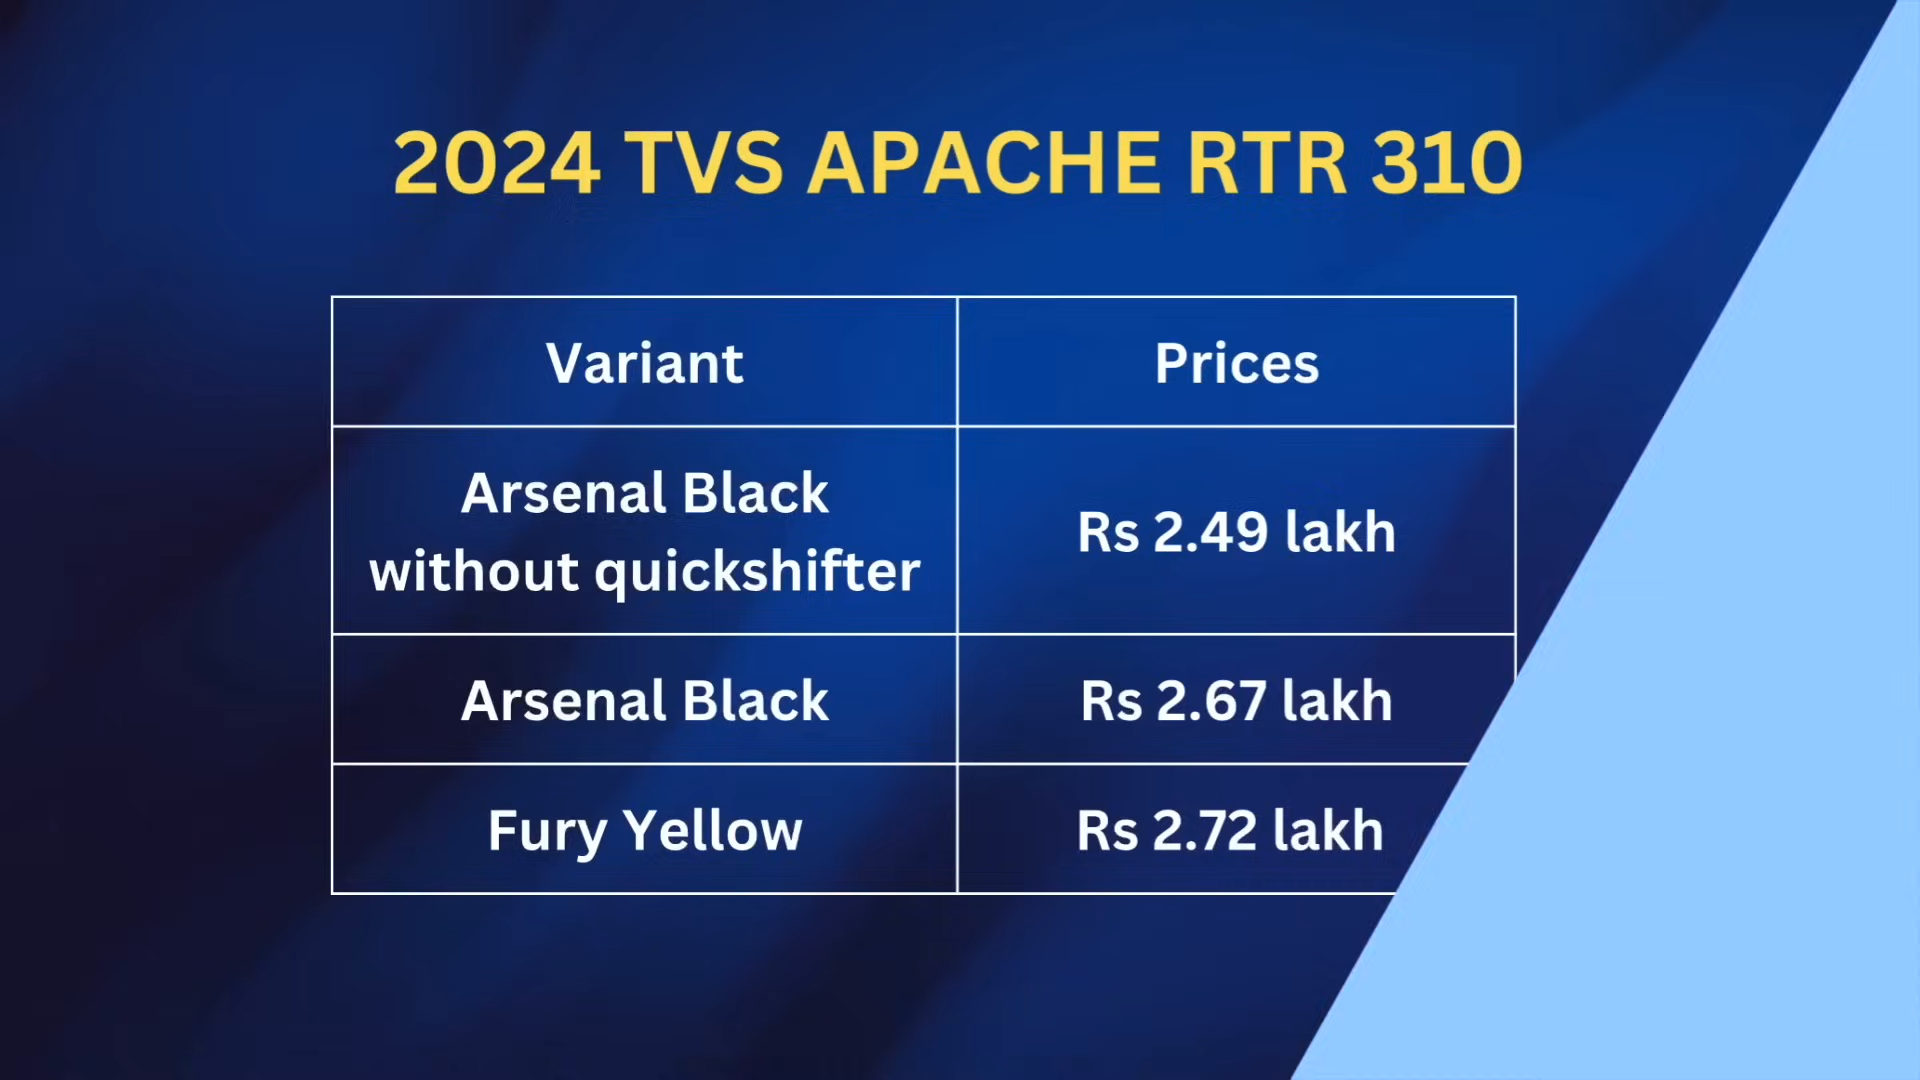 2024 TVS APACHE RTR 310
Variant
Prices
Arsenal Black
without quickshifter
Rs 2.49 lakh
Arsenal Black
Rs 2.67 lakh
Fury Yellow
Rs 2.72 lakh